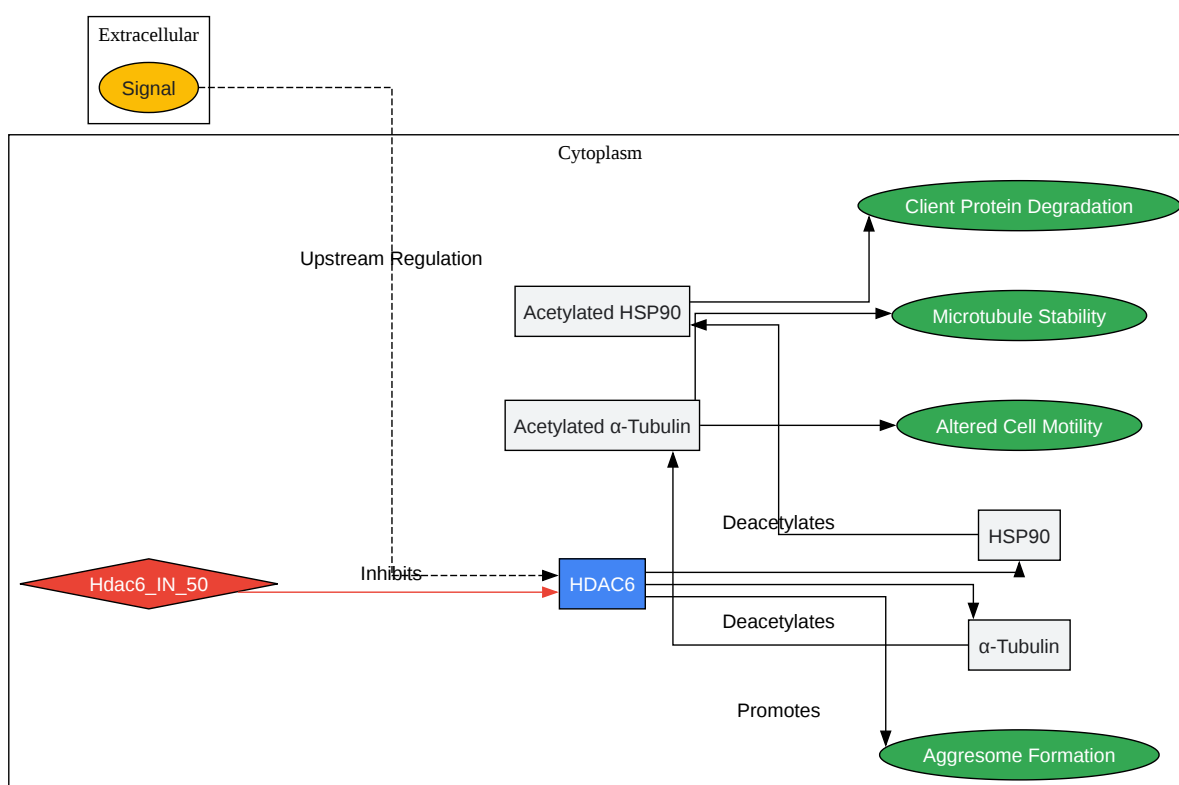 Extracellular
Signal
Cytoplasm
Client Protein Degradation
Upstream Regulation
Acetylated HSP90
Microtubule Stability
Acetylated α-Tubulin
Altered Cell Motility
Deacetylates
HSP90
Inhibits
Hdac6_IN_50
HDAC6
Deacetylates
α-Tubulin
Promotes
Aggresome Formation